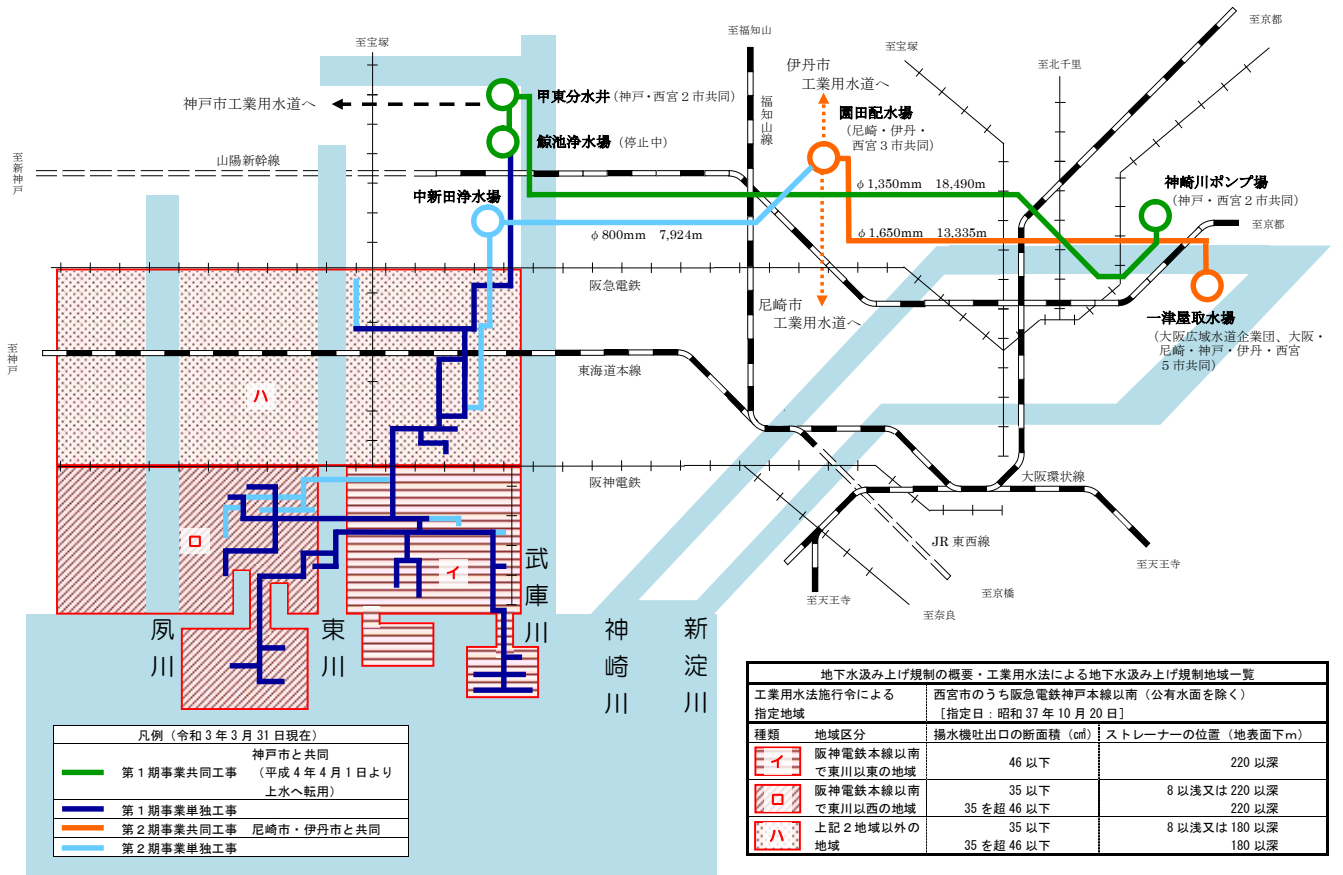 至福知山
至京都
至宝塚
至宝塚
至北千里
伊丹市
工業用水道へ
神戸市工業用水道へ
甲東分水井 (神戸・西宮2市共同)
福知山線
園田配水場
(尼崎・伊丹・
西宮3市共同)
鯨池浄水場 (停止中)
至新神戸
山陽新幹線
中新田浄水場
φ1,350mm 18,490m
神崎川ポンプ場
(神戸・西宮2市共同)
至京都
φ800mm 7,924m
φ1,650mm 13,335m
阪急電鉄
尼崎市
工業用水道へ
一津屋取水場
(大阪広域水道企業団、大阪・
尼崎・神戸・伊丹・西宮
5市共同)
至神戸
東海道本線
ハ
阪神電鉄
大阪環状線
ロ
イ
JR東西線
至天王寺
至京橋
至天王寺
至奈良
夙川
東川
武庫川
神崎川
新淀川
凡例(令和3年3月31日現在)
第1期事業共同工事 神戸市と共同
(平成4年4月1日より
上水へ転用)
第1期事業単独工事
第2期事業共同工事 尼崎市・伊丹市と共同
第2期事業単独工事
地下水汲み上げ規制の概要・工業用水法による地下水汲み上げ規制地域一覧
工業用水法施行令による 西宮市のうち阪急電鉄神戸本線以南(公有水面を除く)
指定地域 [指定日:昭和37年10月20日]
種類 地域区分 揚水機吐出口の断面積(㎠) ストレーナーの位置(地表面下m)
イ 阪神電鉄本線以南 46以下 220以深
で東川以東の地域
ロ 阪神電鉄本線以南 35以下 8以浅又は220以深
で東川以西の地域 35を超46以下 220以深
ハ 上記2地域以外の 35以下 8以浅又は180以深
地域 35を超46以下 180以深